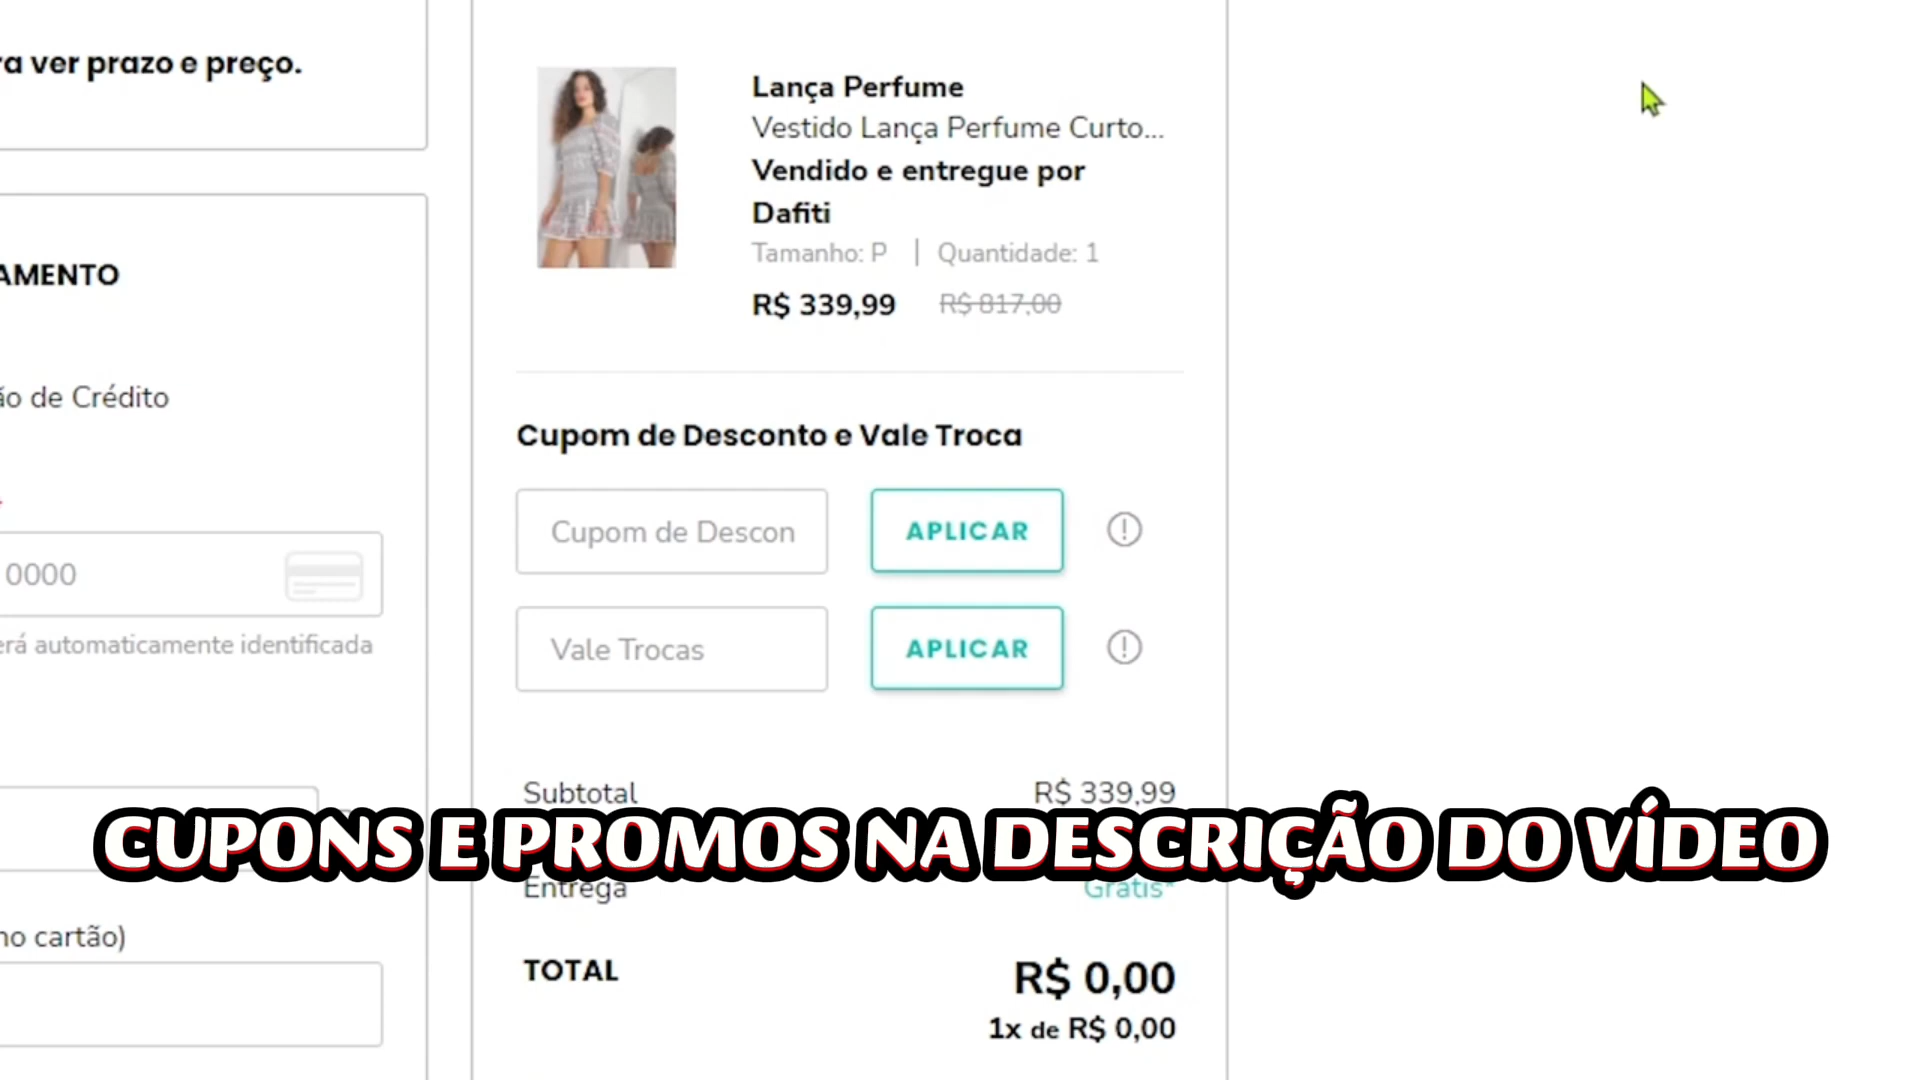 ra ver prazo e preço.
AMENTO
ão de Crédito
0000
erá automaticamente identificada
no cartão)
Lança Perfume
Vestido Lança Perfume Curto...
Vendido e entregue por
Dafiti
Tamanho: P | Quantidade: 1
R$ 339,99 R$ 817,00
Cupom de Desconto e Vale Troca
Cupom de Descon APLICAR
Vale Trocas APLICAR
Subtotal R$ 339,99
CUPONS E PROMOS NA DESCRIÇÃO DO VÍDEO
Entrega Grátis*
TOTAL R$ 0,00
1x de R$ 0,00